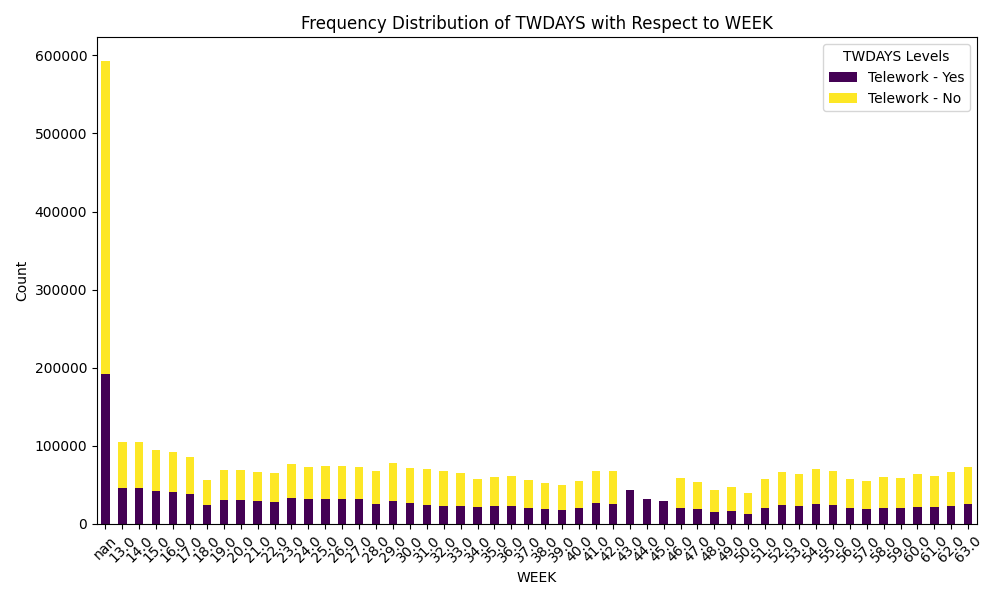 Frequency Distribution of TWDAYS with Respect to WEEK
TWDAYS Levels
Telework - Yes
Telework - No
Count
600000
500000
400000
300000
200000
100000
0
nan 13.0 14.0 15.0 16.0 17.0 18.0 19.0 20.0 21.0 22.0 23.0 24.0 25.0 26.0 27.0 28.0 29.0 30.0 31.0 32.0 33.0 34.0 35.0 36.0 37.0 38.0 39.0 40.0 41.0 42.0 43.0 44.0 45.0 46.0 47.0 48.0 49.0 50.0 51.0 52.0 53.0 54.0 55.0 56.0 57.0 58.0 59.0 60.0 61.0 62.0 63.0
WEEK